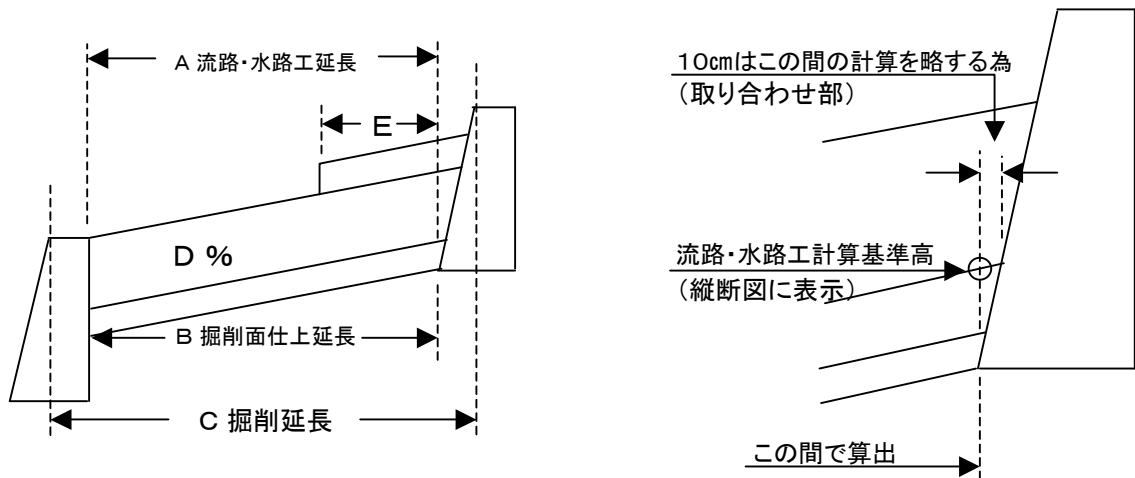 A 流路・水路工延長
E
D %
B 掘削面仕上延長
C 掘削延長
10cmはこの間の計算を略する為
(取り合わせ部)
流路・水路工計算基準高
(縦断図に表示)
この間で算出